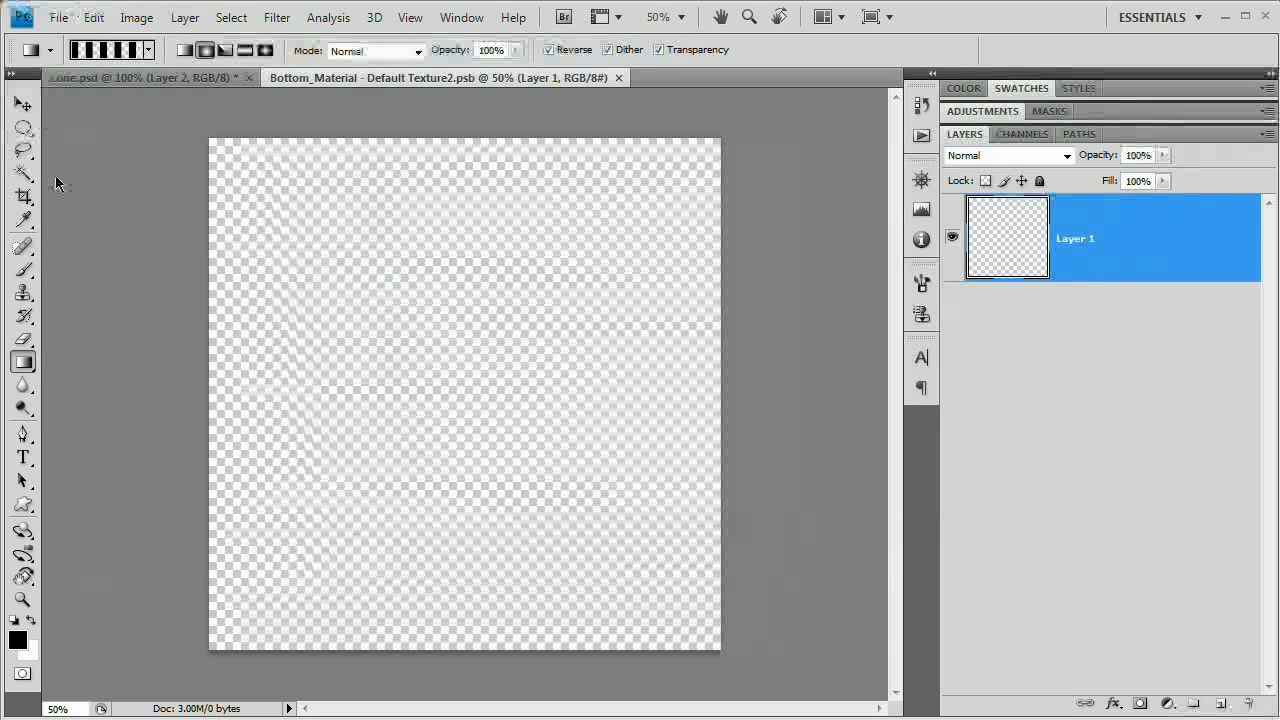 Ps File Edit Image Layer Select Filter Analysis 3D View Window Help Br 50% ESSENTIALS
Mode: Normal Opacity: 100% Reverse Dither Transparency
.psd @ 100% (Layer 2, RGB/8) * Bottom_Material - Default Texture2.psb @ 50% (Layer 1, RGB/8#)
COLOR SWATCHES STYLES
ADJUSTMENTS MASKS
LAYERS CHANNELS PATHS
Normal Opacity: 100%
Lock: Fill: 100%
Layer 1
50% Doc: 3.00M/0 bytes